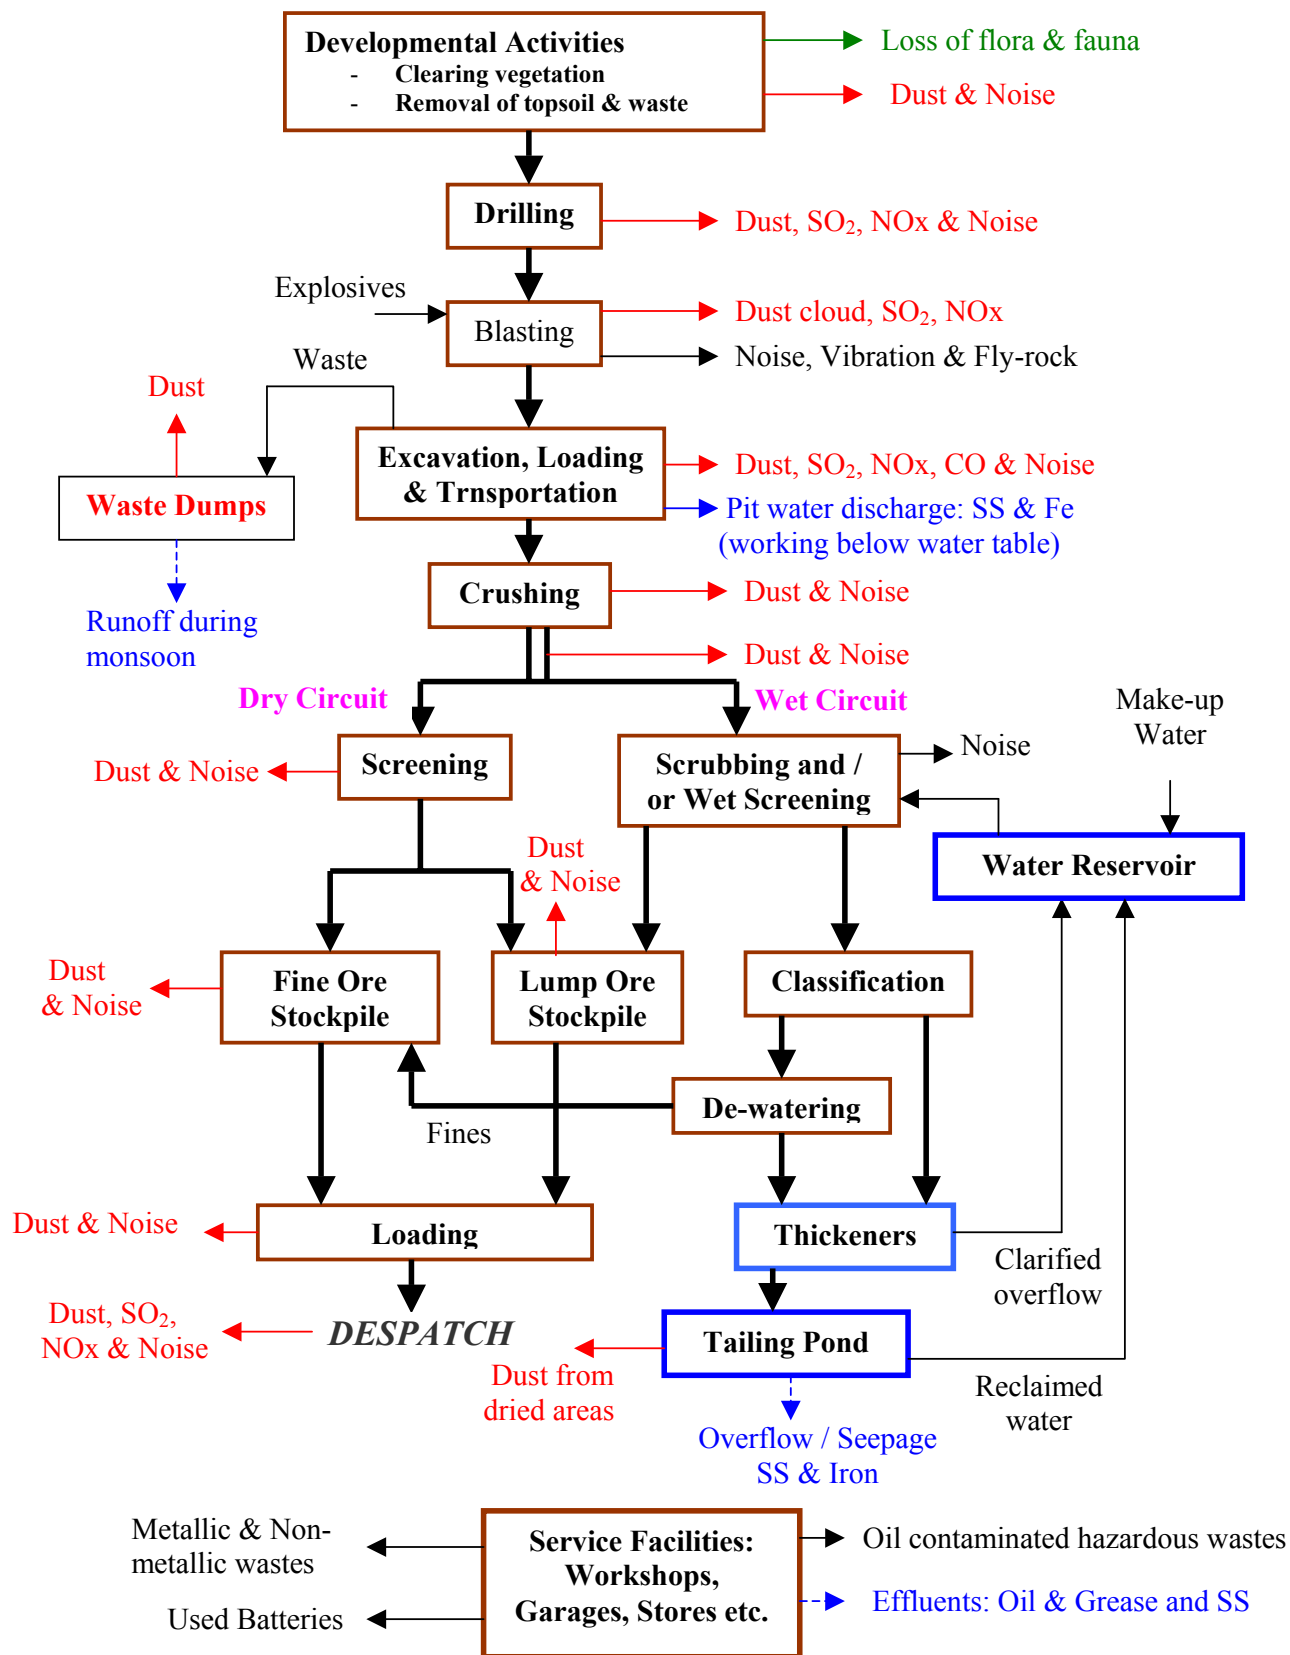 Developmental Activities
- Clearing vegetation
- Removal of topsoil & waste
Loss of flora & fauna
Dust & Noise
Drilling
Dust, SO₂, NOx & Noise
Explosives
Blasting
Dust cloud, SO₂, NOx
Noise, Vibration & Fly-rock
Waste
Dust
Excavation, Loading
& Trnsportation
Dust, SO₂, NOx, CO & Noise
Pit water discharge: SS & Fe
(working below water table)
Waste Dumps
Runoff during
monsoon
Crushing
Dust & Noise
Dust & Noise
Dry Circuit
Wet Circuit
Make-up
Water
Screening
Dust & Noise
Scrubbing and /
or Wet Screening
Noise
Water Reservoir
Dust
& Noise
Dust
& Noise
Fine Ore
Stockpile
Lump Ore
Stockpile
Classification
De-watering
Fines
Dust & Noise
Loading
Thickeners
Clarified
overflow
Dust, SO₂,
NOx & Noise
DESPATCH
Tailing Pond
Dust from
dried areas
Reclaimed
water
Overflow / Seepage
SS & Iron
Metallic & Non-
metallic wastes
Used Batteries
Service Facilities:
Workshops,
Garages, Stores etc.
Oil contaminated hazardous wastes
Effluents: Oil & Grease and SS